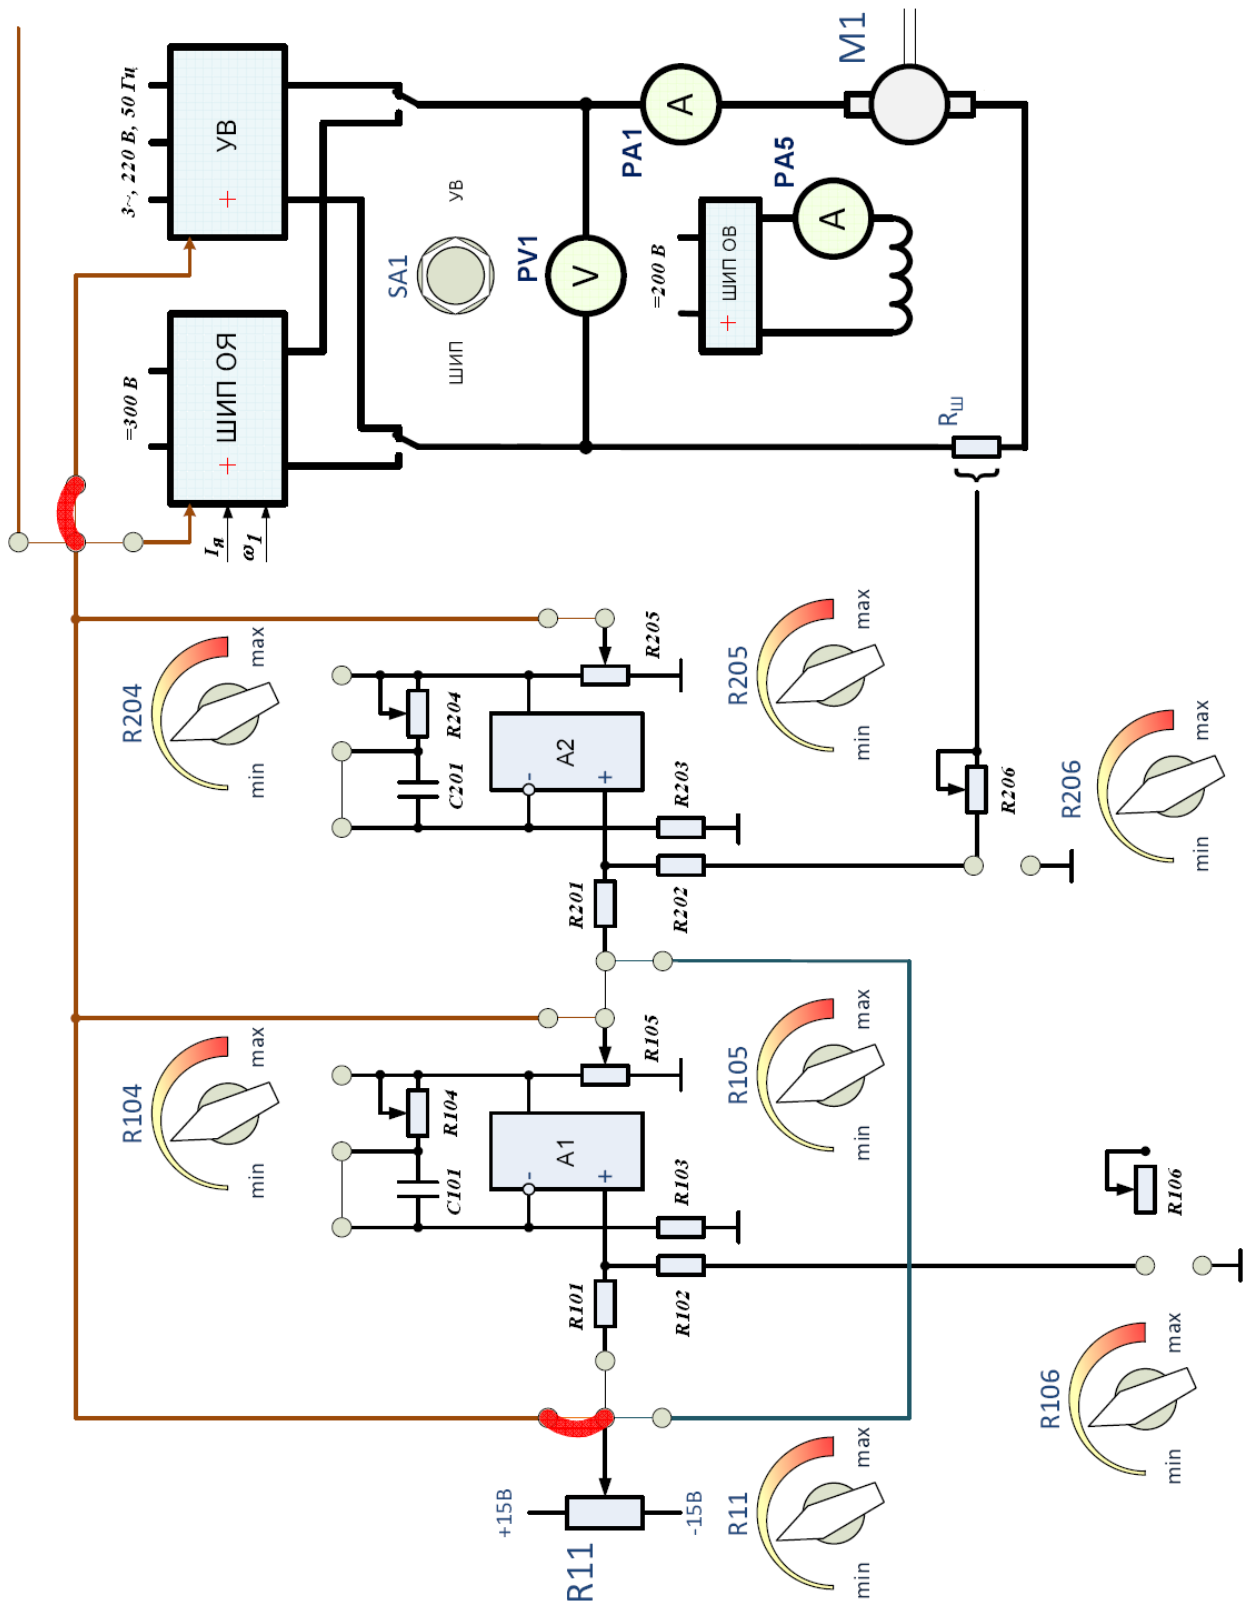 3~, 220 В, 50 Гц
УВ
+
=300 В
ШИП ОЯ
+
Iя
ω1
SA1
УВ
ШИП
PV1
V
PA1
A
M1
PA5
A
=200 В
ШИП ОВ
+
RШ
R204
min
max
R204
C201
A2
-
+
R205
R203
R202
R201
R205
min
max
R206
R206
min
max
R104
min
max
R104
C101
A1
-
+
R105
R103
R102
R101
R105
min
max
R106
R106
min
max
+15В
-15В
R11
R11
min
max